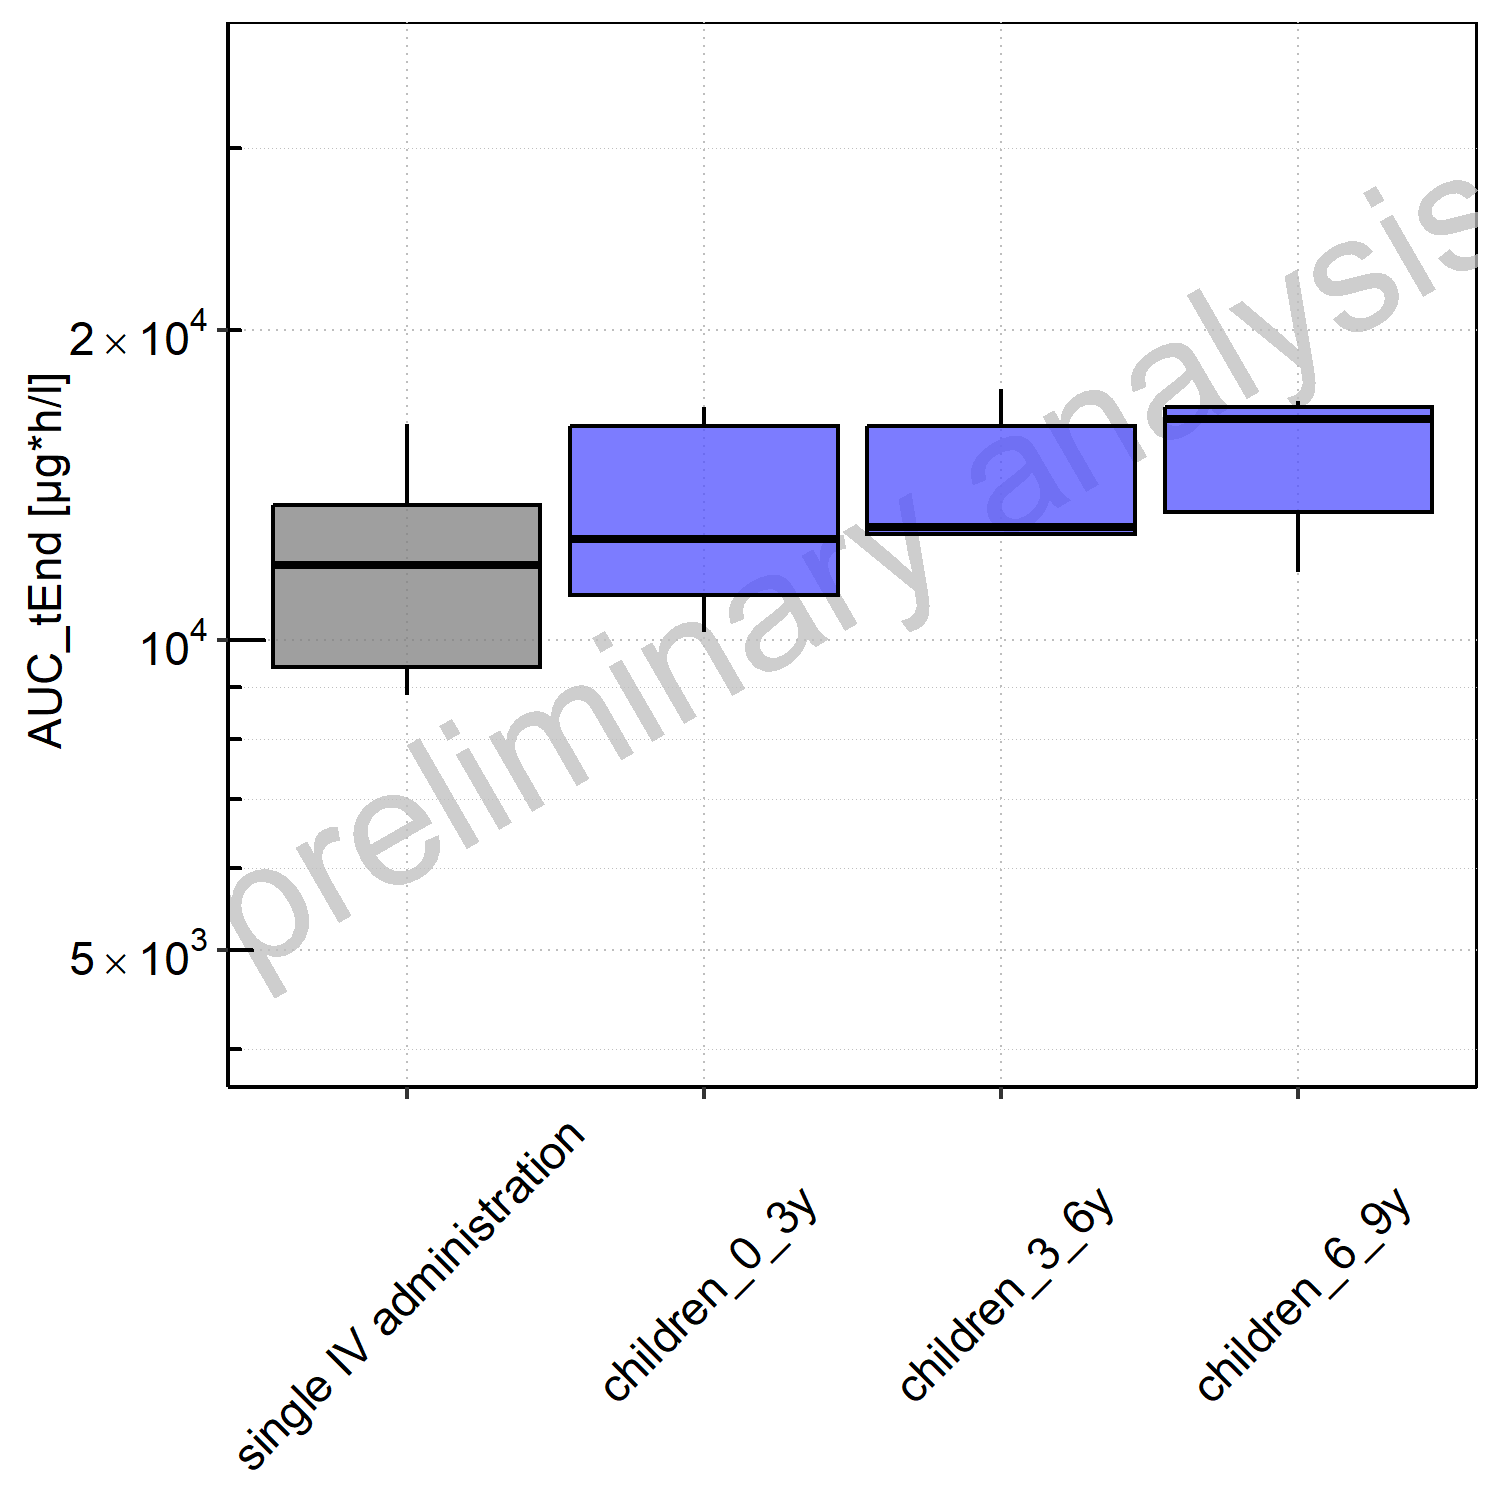 AUC_tEnd [µg*h/l]
2 × 10⁴
10⁴
5 × 10³
preliminary analysis
single IV administration
children_0_3y
children_3_6y
children_6_9y